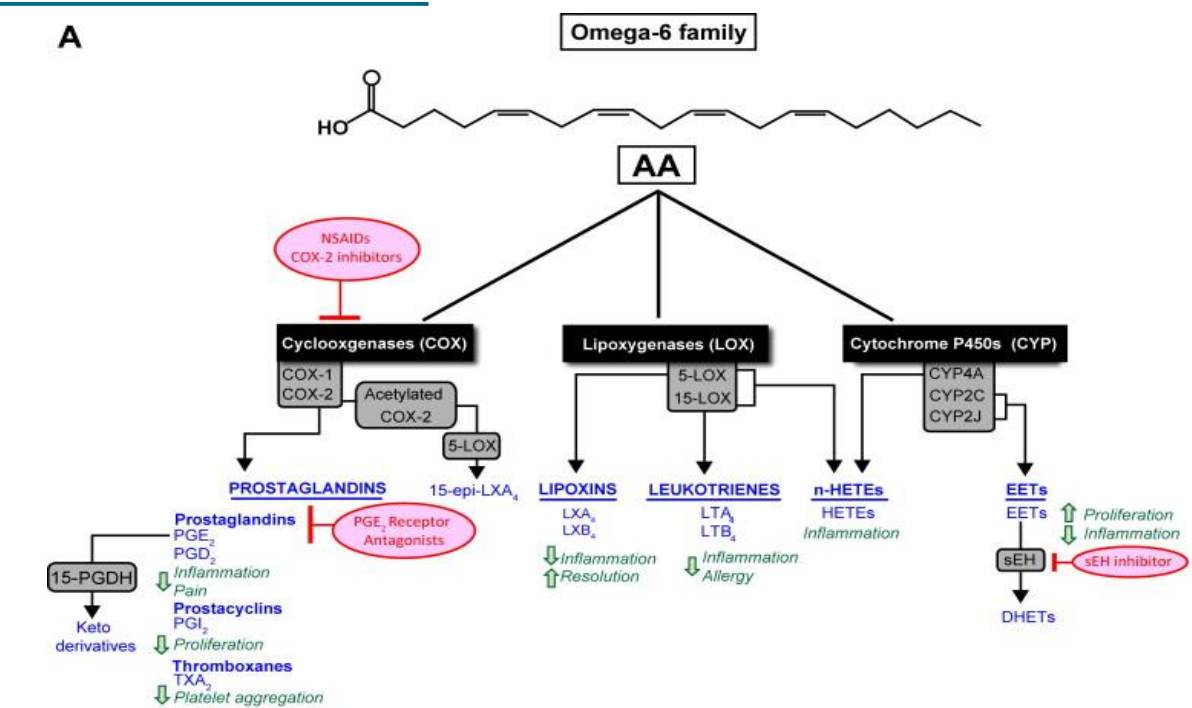 A
Omega-6 family
O
HO
AA
NSAIDs
COX-2 inhibitors
Cyclooxgenases (COX)
COX-1
COX-2
Acetylated
COX-2
5-LOX
PROSTAGLANDINS
15-epi-LXA4
Prostaglandins
PGE2
PGD2
Inflammation
Pain
PGE2 Receptor
Antagonists
15-PGDH
Keto
derivatives
Prostacyclins
PGI2
Proliferation
Thromboxanes
TXA2
Platelet aggregation
Lipoxygenases (LOX)
5-LOX
15-LOX
LIPOXINS
LXA4
LXB4
Inflammation
Resolution
LEUKOTRIENES
LTA4
LTB4
Inflammation
Allergy
n-HETEs
HETEs
Inflammation
Cytochrome P450s (CYP)
CYP4A
CYP2C
CYP2J
EETs
EETs
Proliferation
Inflammation
sEH
sEH inhibitor
DHETs